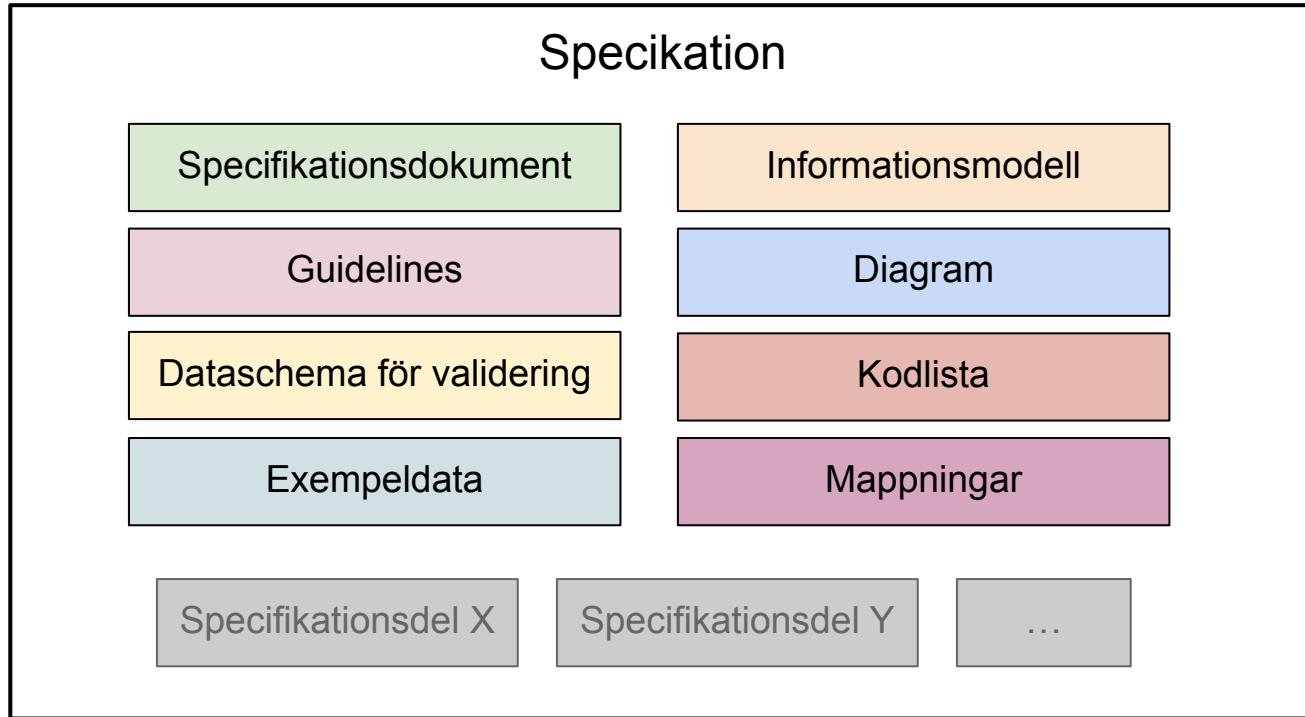 Specikation
Specifikationsdokument
Informationsmodell
Guidelines
Diagram
Dataschema för validering
Kodlista
Exempeldata
Mappningar
Specifikationsdel X
Specifikationsdel Y
…